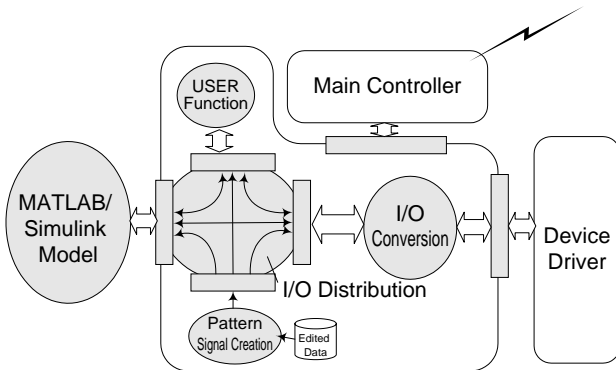 USER
Function
Main Controller
MATLAB/
Simulink
Model
I/O
Conversion
Device
Driver
I/O Distribution
Pattern
Signal Creation
Edited
Data